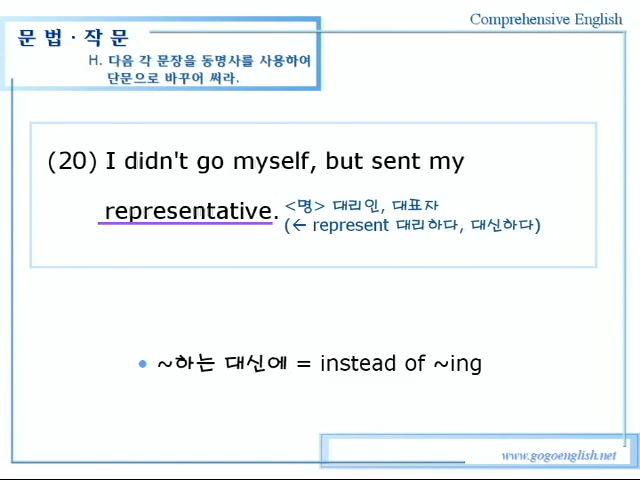 Comprehensive English
문 법 · 작 문
H. 다음 각 문장을 동명사를 사용하여
단문으로 바꾸어 써라.
(20) I didn't go myself, but sent my
representative. <명> 대리인, 대표자
(← represent 대리하다, 대신하다)
• ~하는 대신에 = instead of ~ing
www.gogoenglish.net